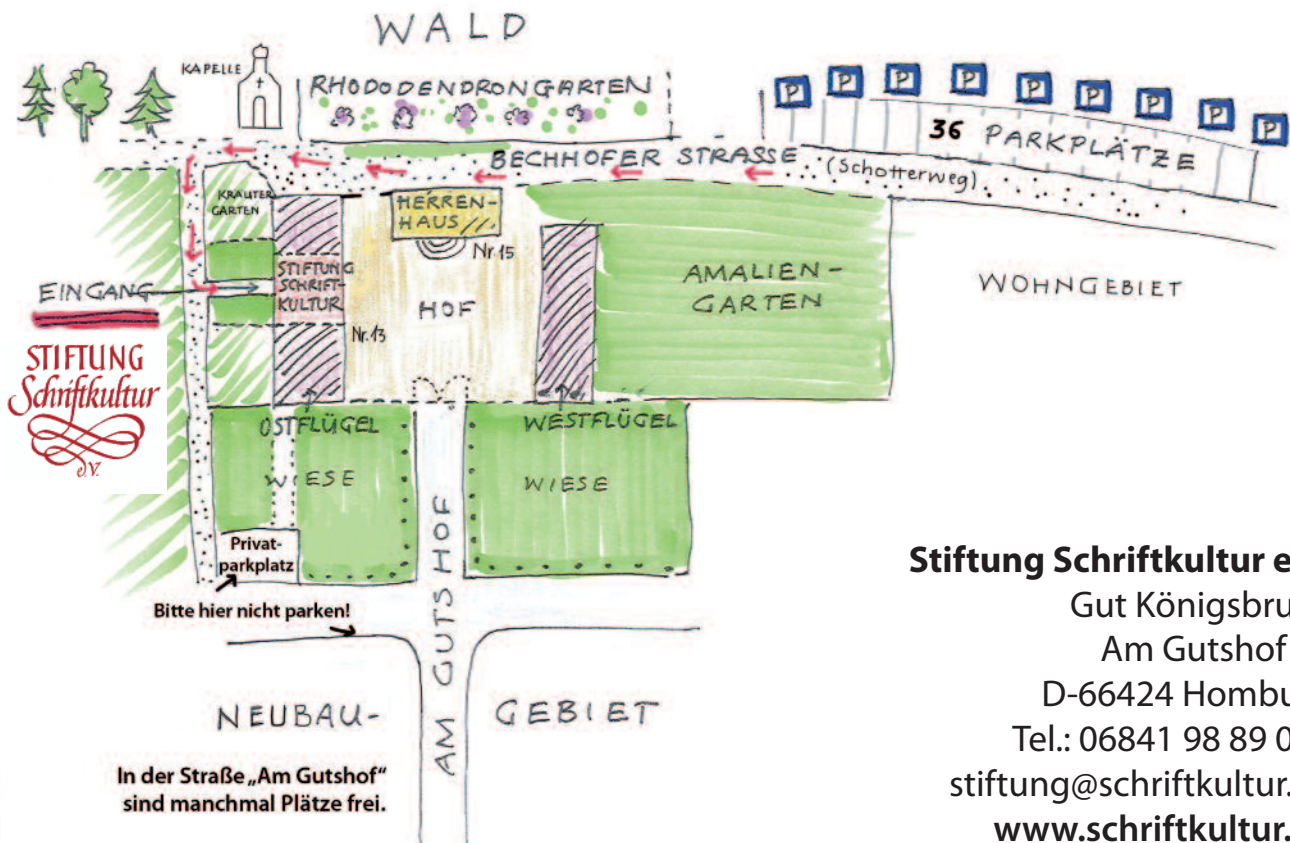 WALD
KAPELLE
RHODODENDRONGARTEN
P P P P P P P P P
36 PARKPLÄTZE
BECHHOFER STRASSE
(Schotterweg)
KRÄUTER
GARTEN
HERREN-
HAUS
Nr. 15
STIFTUNG
SCHRIFT-
KULTUR
Nr. 13
HOF
AMALIEN-
GARTEN
WOHNGEBIET
EINGANG
STIFTUNG
Schriftkultur
e.V.
OSTFLÜGEL
WESTFLÜGEL
WIESE
WIESE
Privat-
parkplatz
Bitte hier nicht parken!
AM GUTSHOF
NEUBAU-
GEBIET
In der Straße „Am Gutshof“
sind manchmal Plätze frei.
Stiftung Schriftkultur e
Gut Königsbru
Am Gutshof
D-66424 Hombu
Tel.: 06841 98 89 0
stiftung@schriftkultur.
www.schriftkultur.